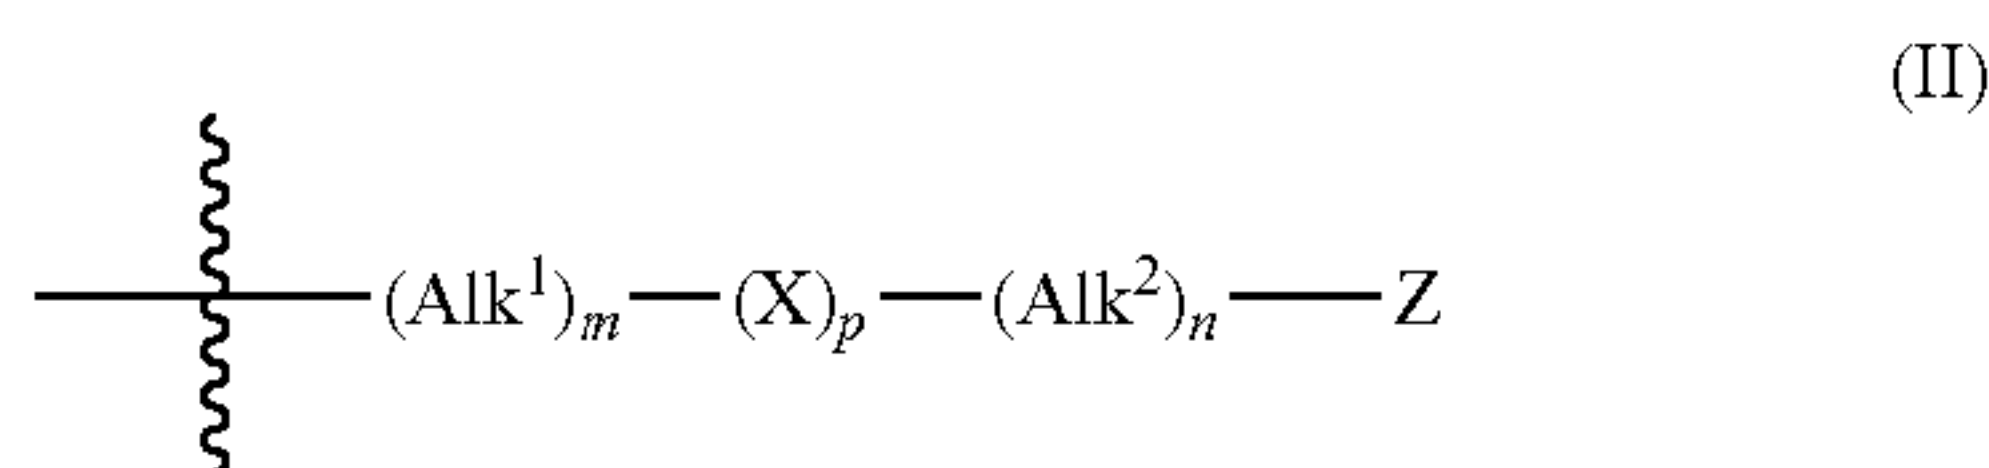 (II)
(Alk¹)ₘ—(X)ₚ—(Alk²)ₙ—Z